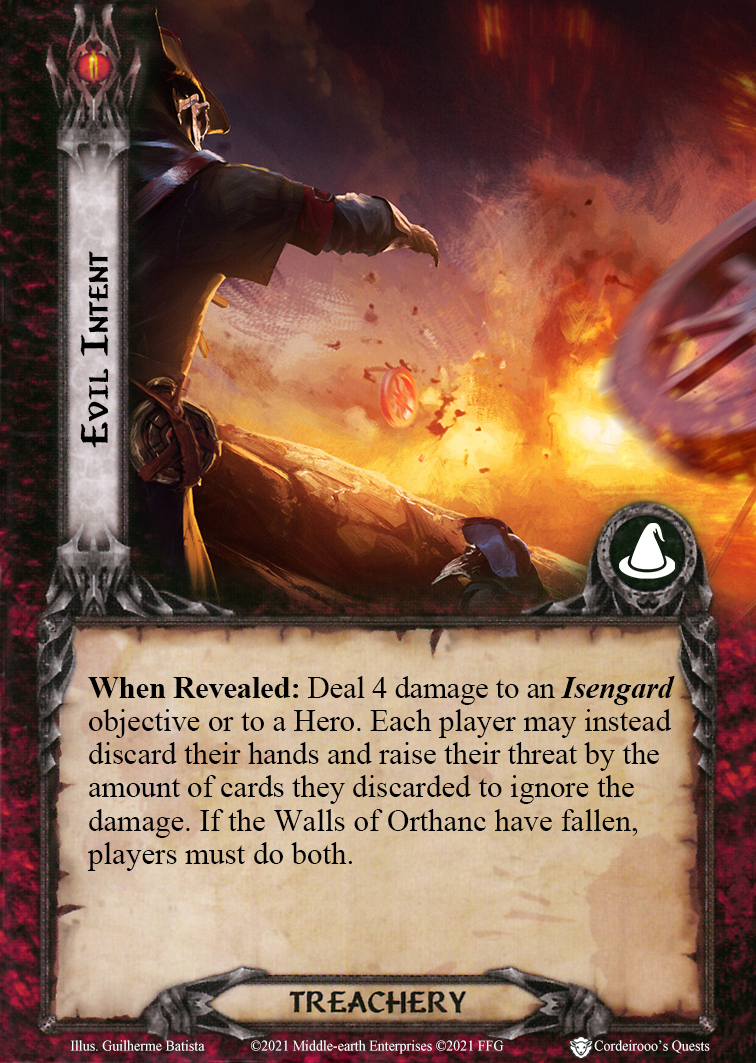 Evil Intent
When Revealed: Deal 4 damage to an Isengard
objective or to a Hero. Each player may instead
discard their hands and raise their threat by the
amount of cards they discarded to ignore the
damage. If the Walls of Orthanc have fallen,
players must do both.
TREACHERY
Illus. Guilherme Batista ©2021 Middle-earth Enterprises ©2021 FFG Cordeirooo's Quests